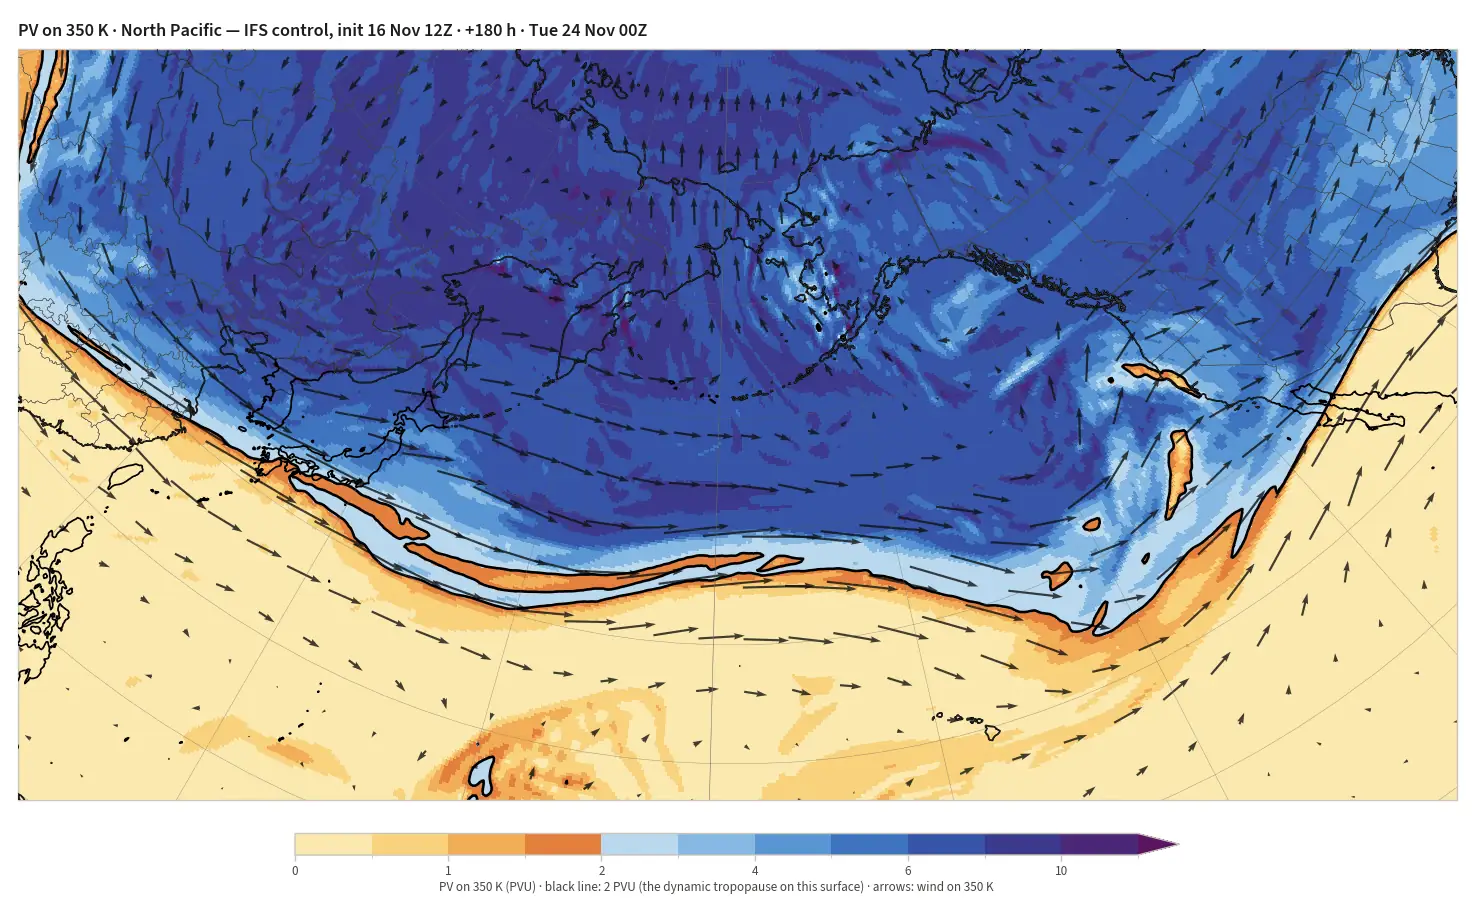 PV on 350 K · North Pacific — IFS control, init 16 Nov 12Z · +180 h · Tue 24 Nov 00Z
0 1 2 4 6 10
PV on 350 K (PVU) · black line: 2 PVU (the dynamic tropopause on this surface) · arrows: wind on 350 K